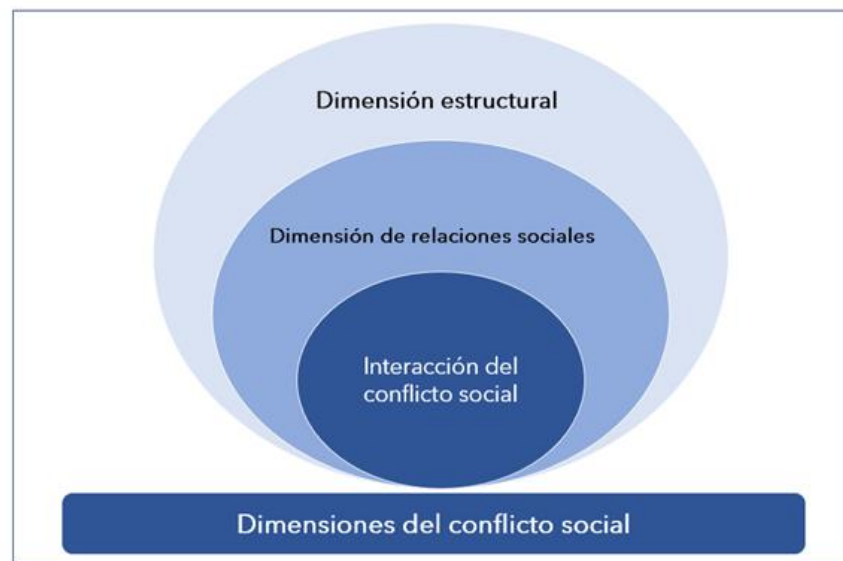 Dimensión estructural
Dimensión de relaciones sociales
Interacción del
conflicto social
Dimensiones del conflicto social